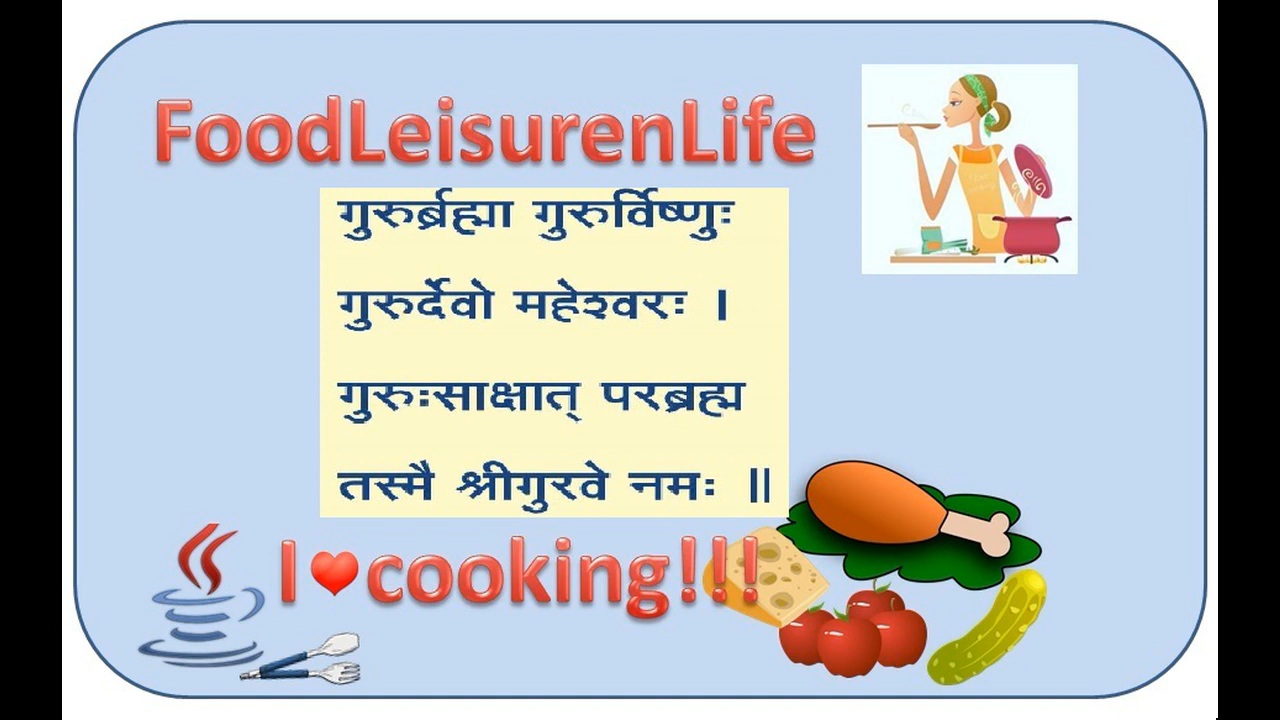 FoodLeisurenLife
गुरुर्ब्रह्मा गुरुर्विष्णुः
गुरुर्देवो महेश्वरः ।
गुरुःसाक्षात् परब्रह्म
तस्मै श्रीगुरवे नमः ॥
I❤cooking!!!